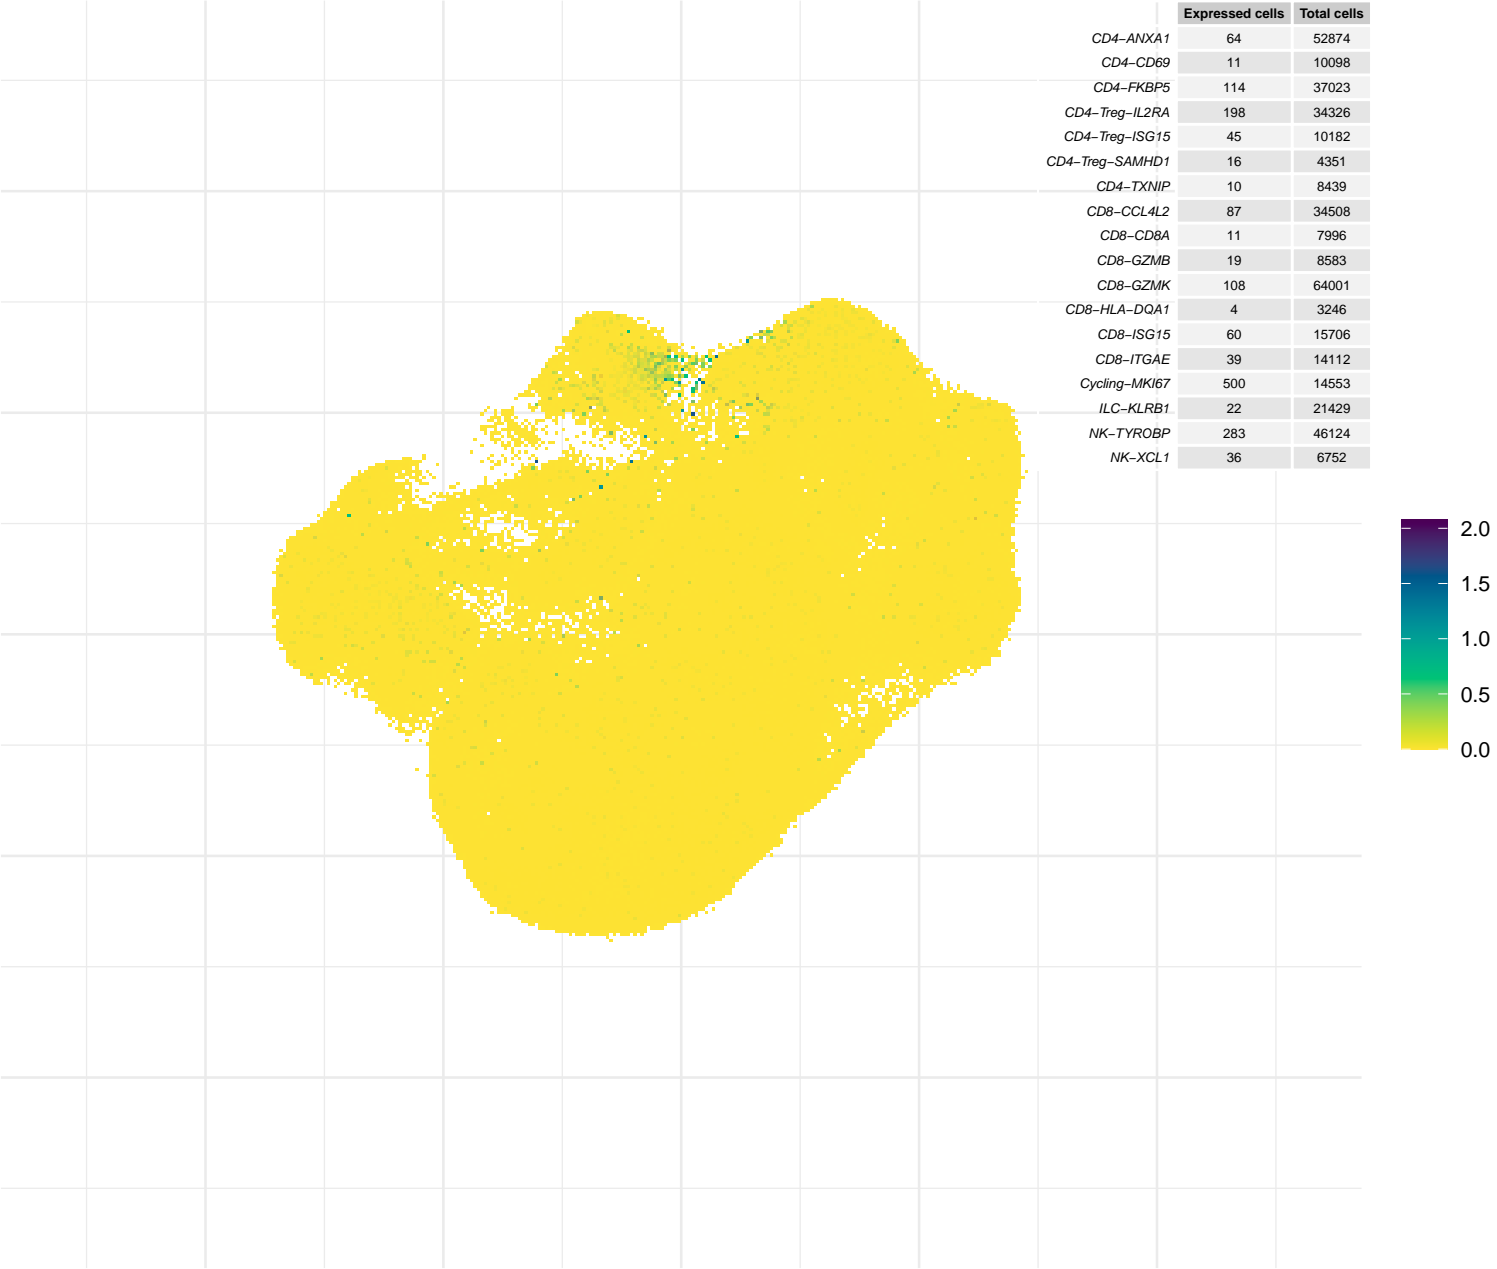 Expressed cells Total cells
CD4−ANXA1 64 52874
CD4−CD69 11 10098
CD4−FKBP5 114 37023
CD4−Treg−IL2RA 198 34326
CD4−Treg−ISG15 45 10182
CD4−Treg−SAMHD1 16 4351
CD4−TXNIP 10 8439
CD8−CCL4L2 87 34508
CD8−CD8A 11 7996
CD8−GZMB 19 8583
CD8−GZMK 108 64001
CD8−HLA−DQA1 4 3246
CD8−ISG15 60 15706
CD8−ITGAE 39 14112
Cycling−MKI67 500 14553
ILC−KLRB1 22 21429
NK−TYROBP 283 46124
NK−XCL1 36 6752
2.0
1.5
1.0
0.5
0.0